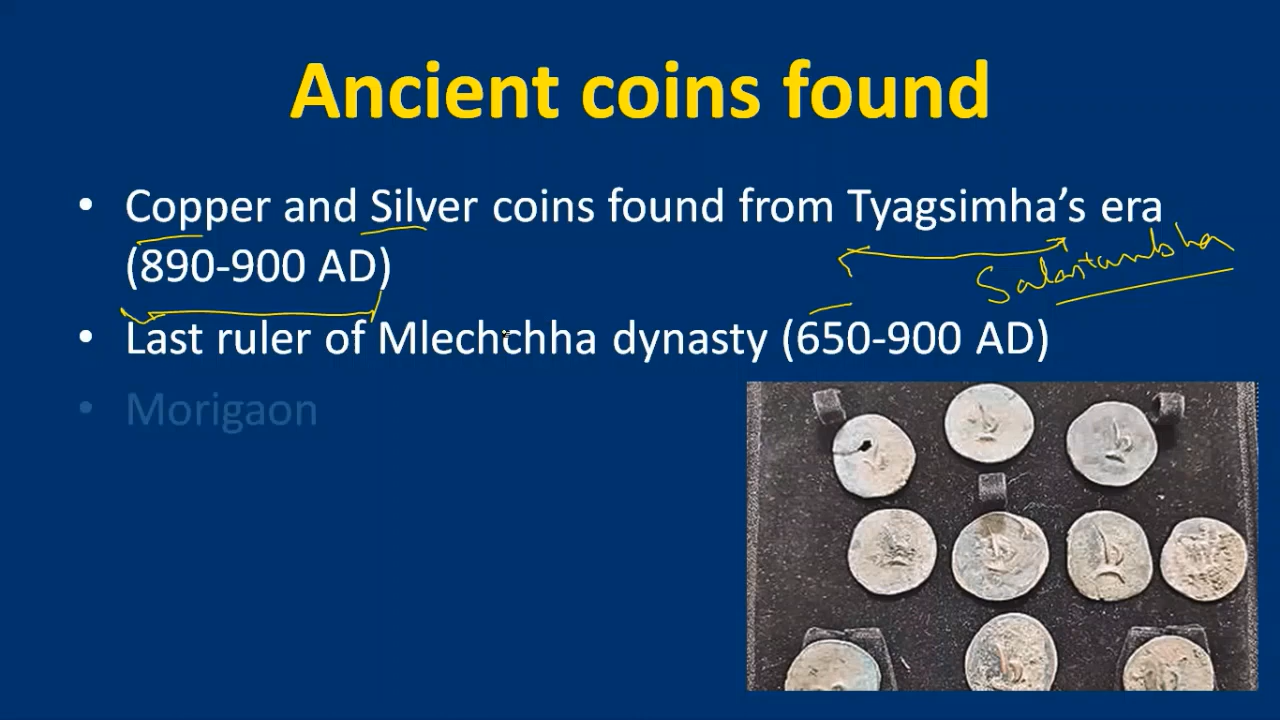 Ancient coins found
• Copper and Silver coins found from Tyagsimha's era
(890-900 AD)
Salastambha
• Last ruler of Mlechchha dynasty (650-900 AD)
• Morigaon